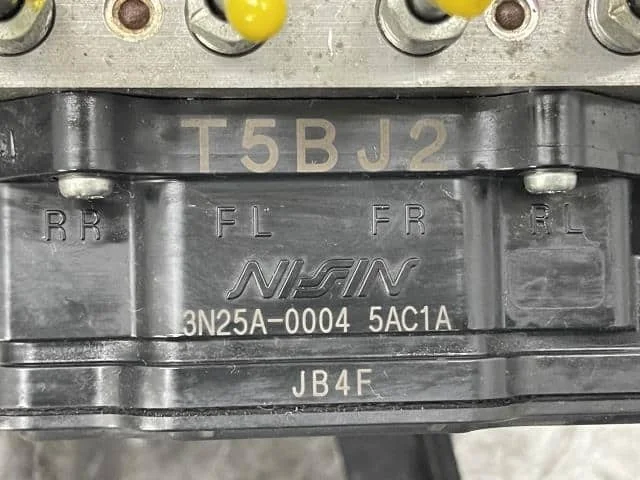 T5BJ2
RR FL FR RL
NISSIN
3N25A-0004 5AC1A
JB4F